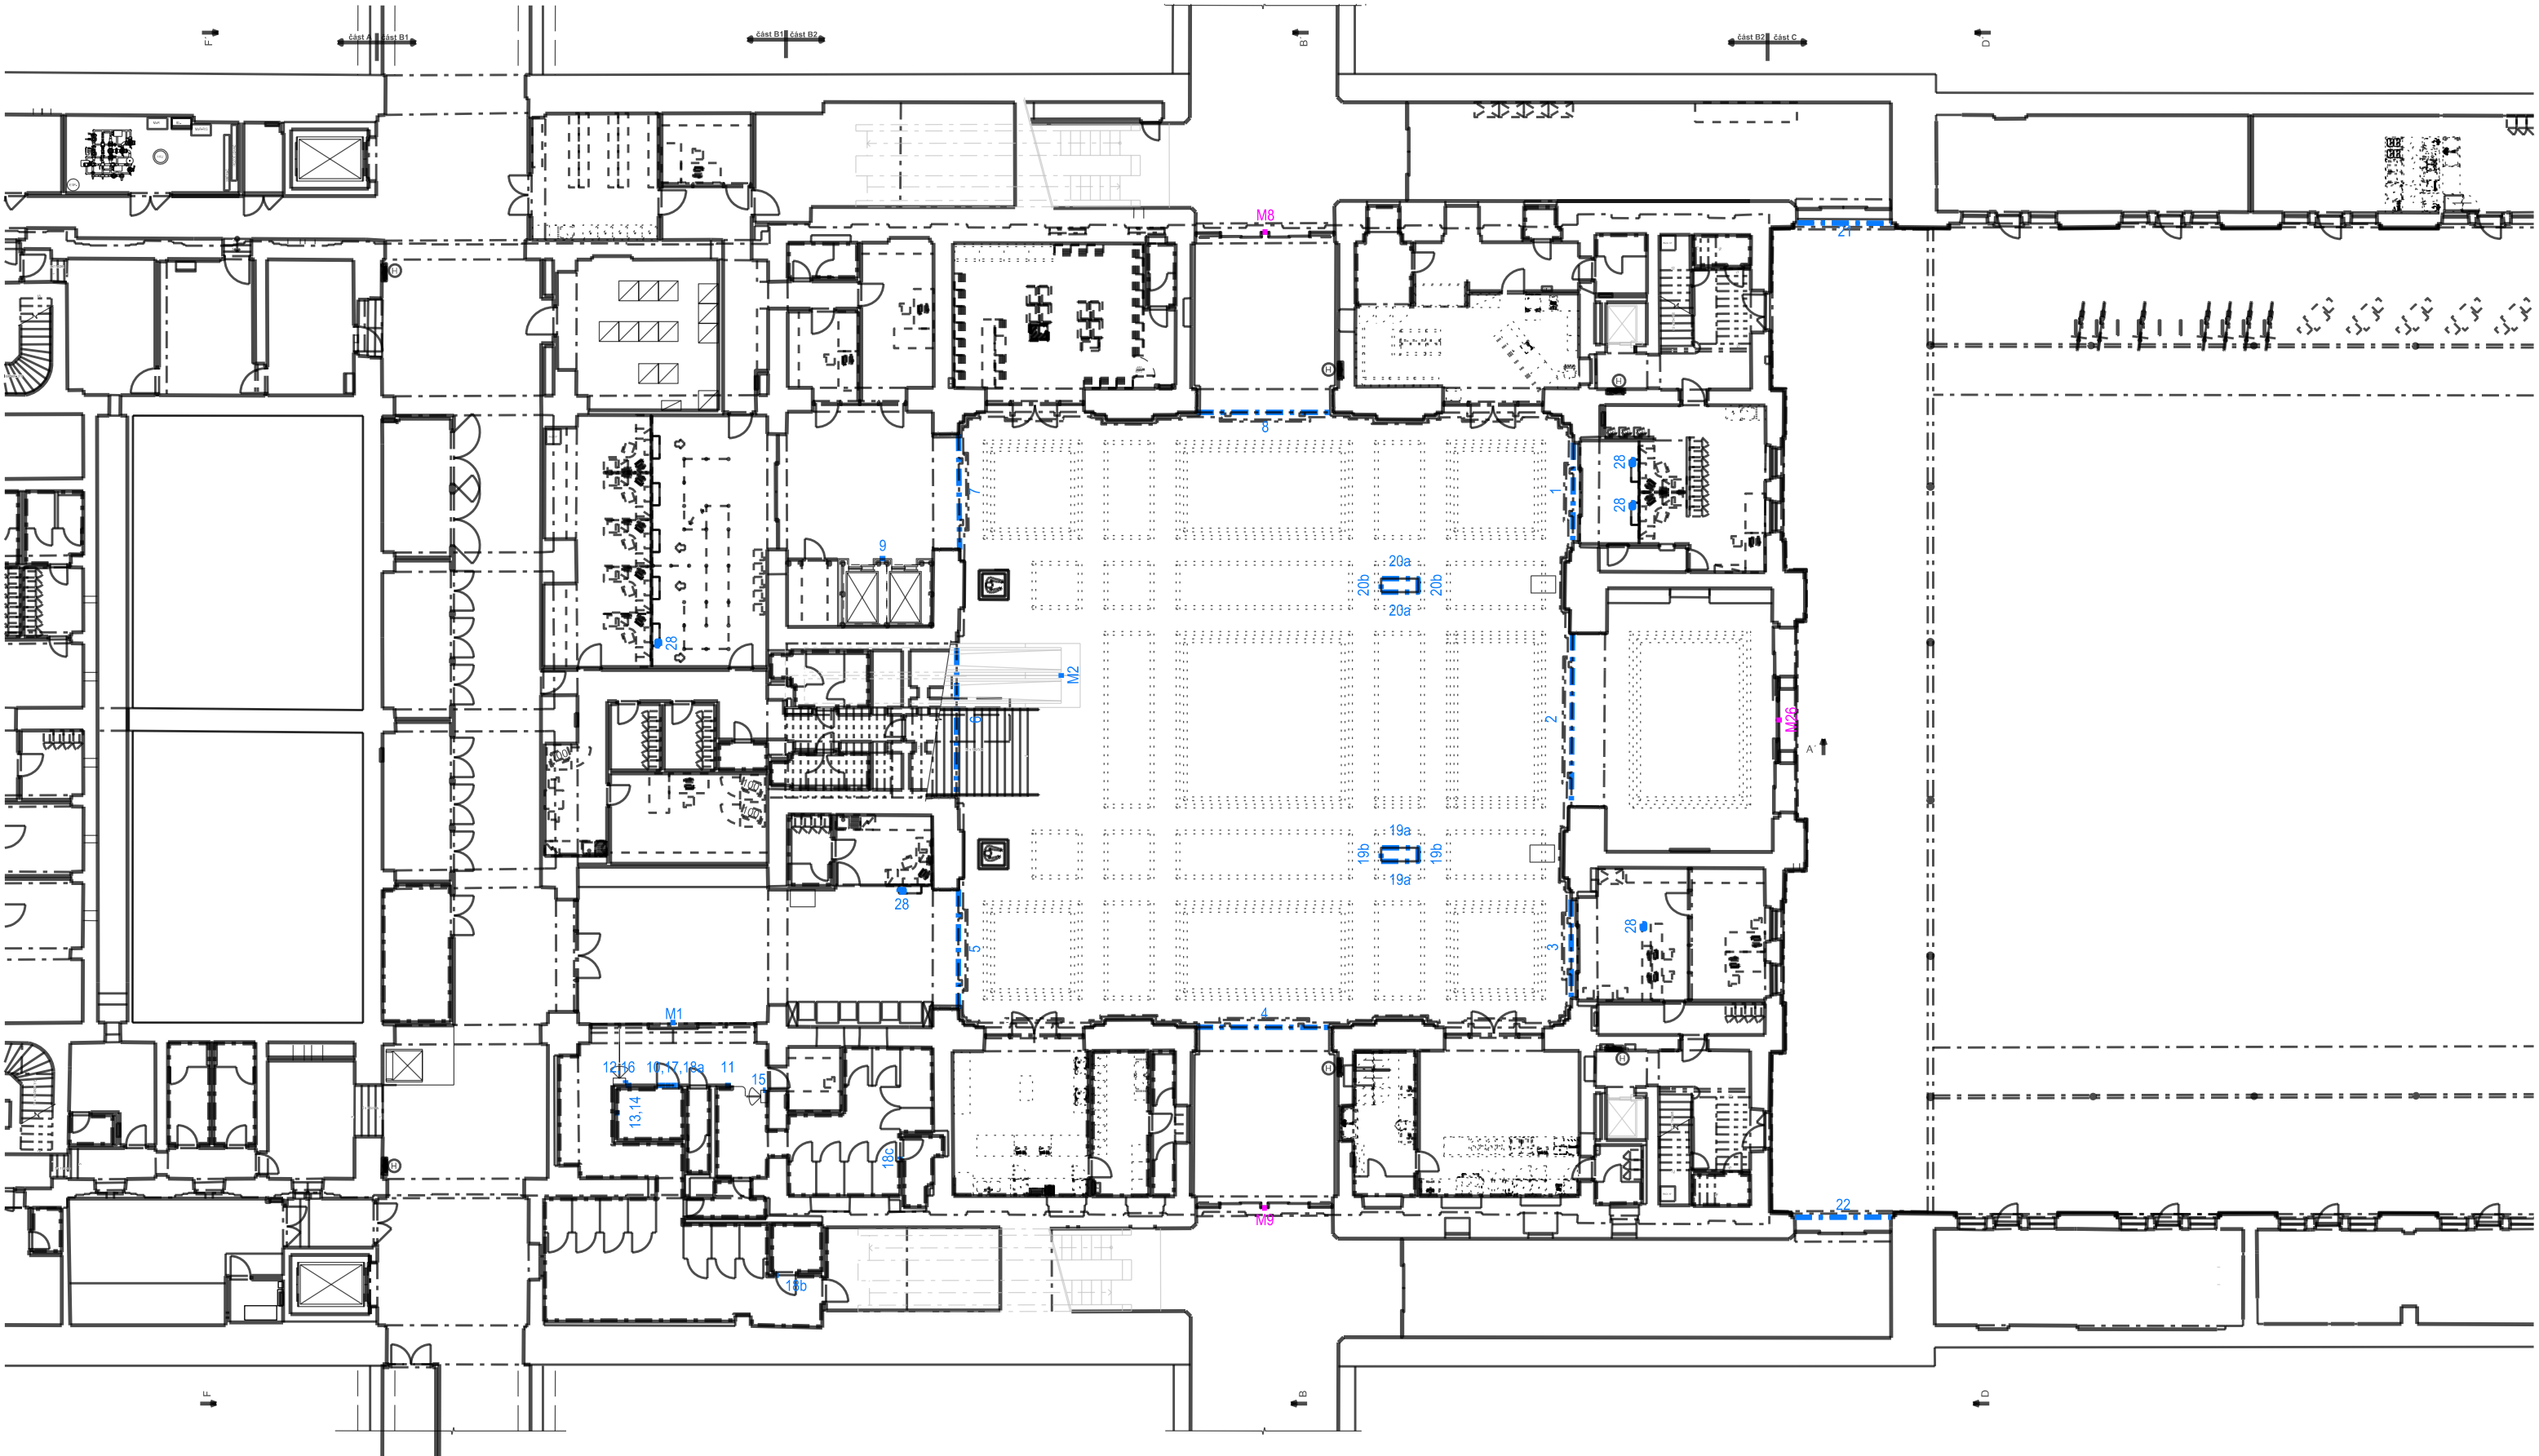 F'
část A část B1
část B1 část B2
B'
část B2 část C
D'
M8
21
H
H
H
8
7
1
28
28
9
20a
20b
20b
20a
28
M2
6
2
M26
A'
19a
19b
19b
19a
28
28
5
3
M1
4
12,16
10,17,18a
11
15
13,14
H
H
H
18c
22
M9
18b
F
B
D